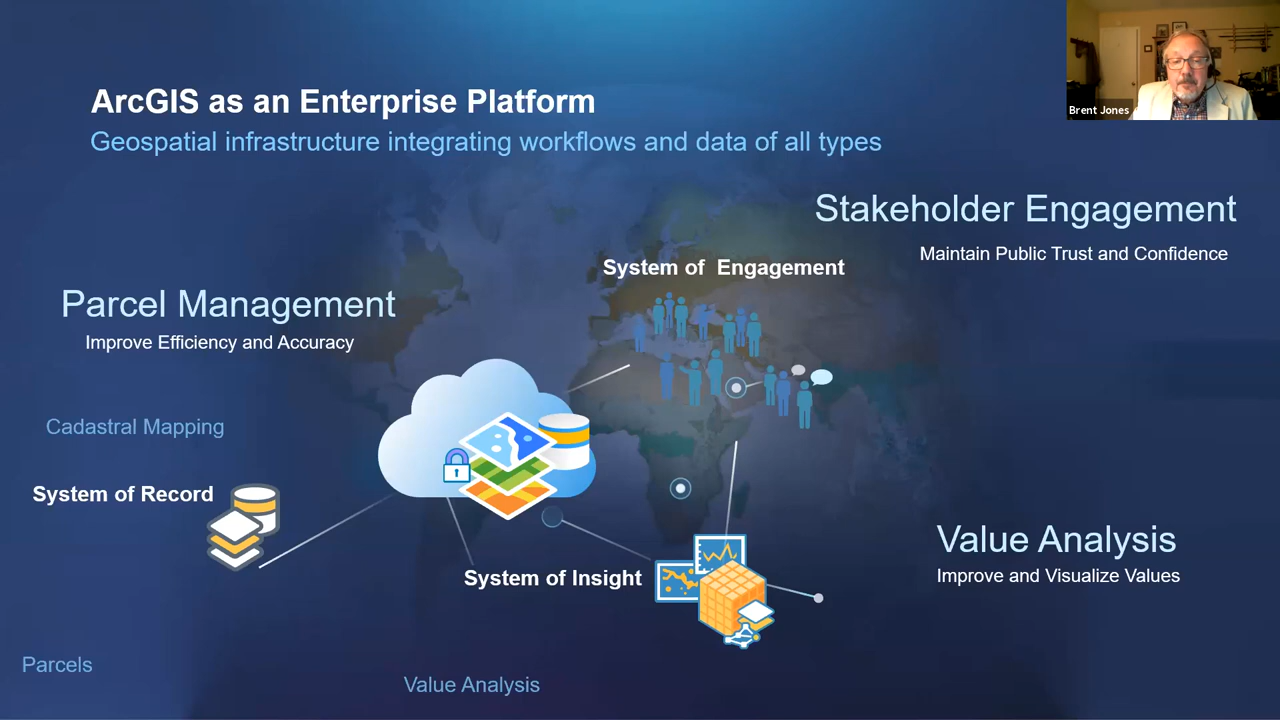 ArcGIS as an Enterprise Platform
Geospatial infrastructure integrating workflows and data of all types
Brent Jones
Stakeholder Engagement
Maintain Public Trust and Confidence
System of Engagement
Parcel Management
Improve Efficiency and Accuracy
Cadastral Mapping
System of Record
Value Analysis
Improve and Visualize Values
System of Insight
Parcels
Value Analysis